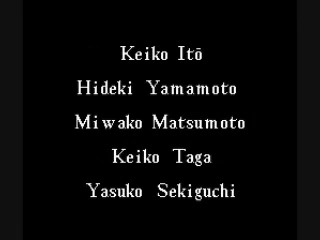 Keiko Itō
Hideki Yamamoto
Miwako Matsumoto
Keiko Taga
Yasuko Sekiguchi